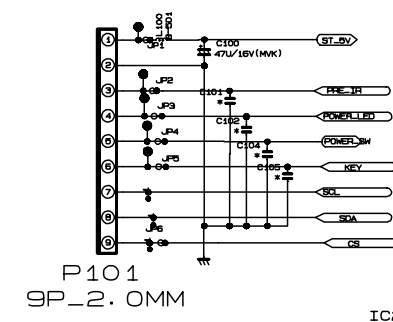 1
L100
B-501
ST_5V
JP1
C100
47U/16V(MVK)
2
JP2
3
C101
PRE_IR
JP3
4
C102
POWER_LED
JP4
5
C104
POWER_SW
JP5
6
C105
KEY
7
SCL
8
SDA
JP6
9
CS
P101
9P_2.0MM